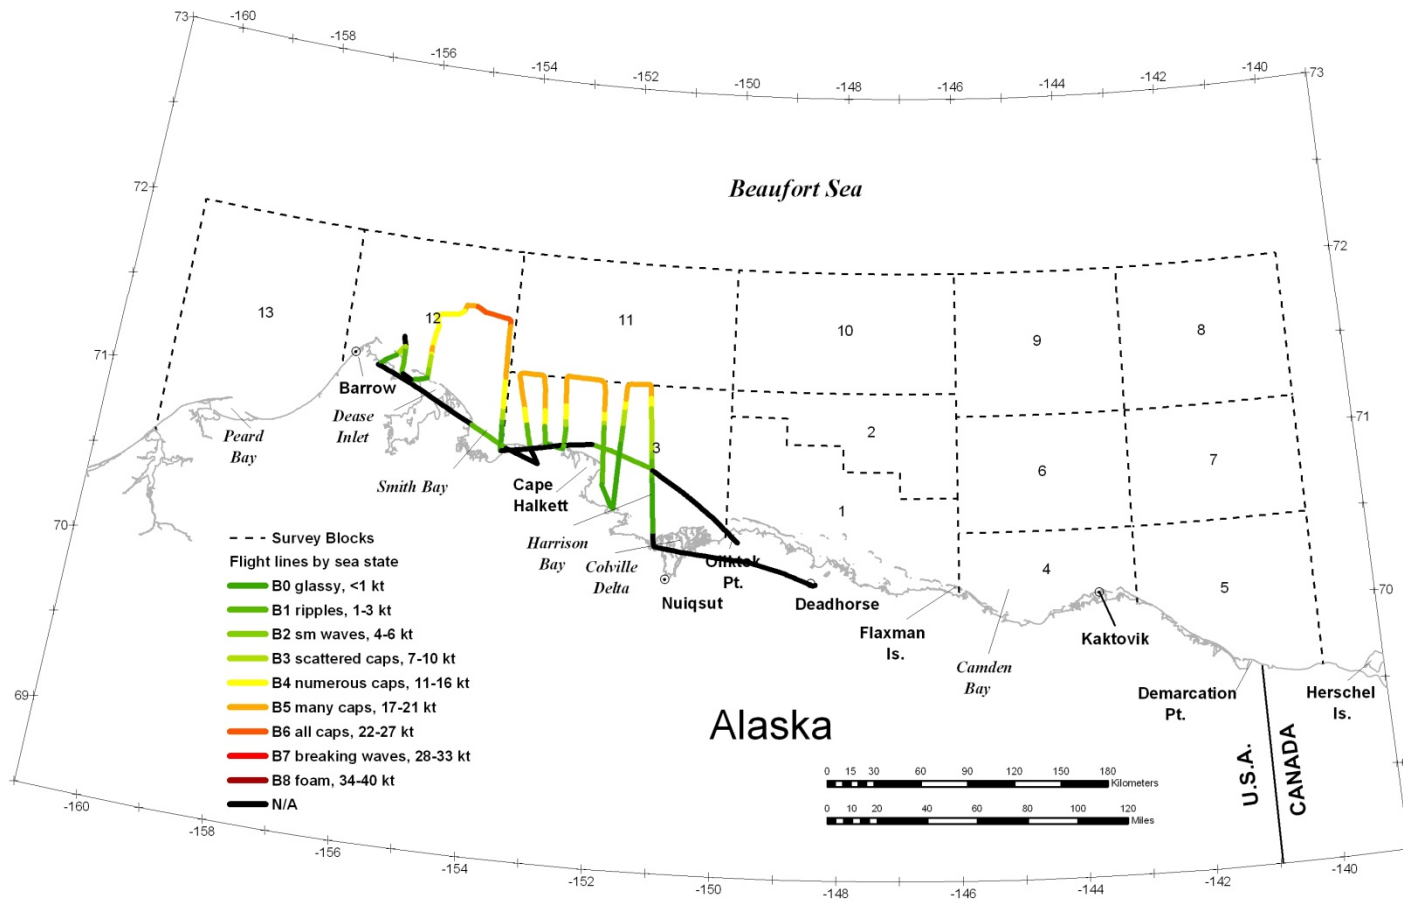 73
-160
-158
-156
-154
-152
-150
-148
-146
-144
-142
-140
73
72
Beaufort Sea
72
13
12
11
10
9
8
71
Barrow
Dease
Inlet
Peard
Bay
Smith Bay
Cape
Halkett
3
2
1
6
7
71
70
Harrison
Bay
Colville
Delta
Oliktok
Pt.
Nuiqsut
Deadhorse
Flaxman
Is.
4
5
70
Kaktovik
Camden
Bay
Demarcation
Pt.
Herschel
Is.
69
Survey Blocks
Flight lines by sea state
B0 glassy, <1 kt
B1 ripples, 1-3 kt
B2 sm waves, 4-6 kt
B3 scattered caps, 7-10 kt
B4 numerous caps, 11-16 kt
B5 many caps, 17-21 kt
B6 all caps, 22-27 kt
B7 breaking waves, 28-33 kt
B8 foam, 34-40 kt
N/A
Alaska
U.S.A.
CANADA
0 15 30 60 90 120 150 180
Kilometers
0 10 20 40 60 80 100 120
Miles
-160
-158
-156
-154
-152
-150
-148
-146
-144
-142
-140